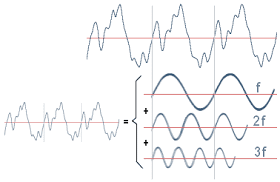 f
+
= 2f
+
3f